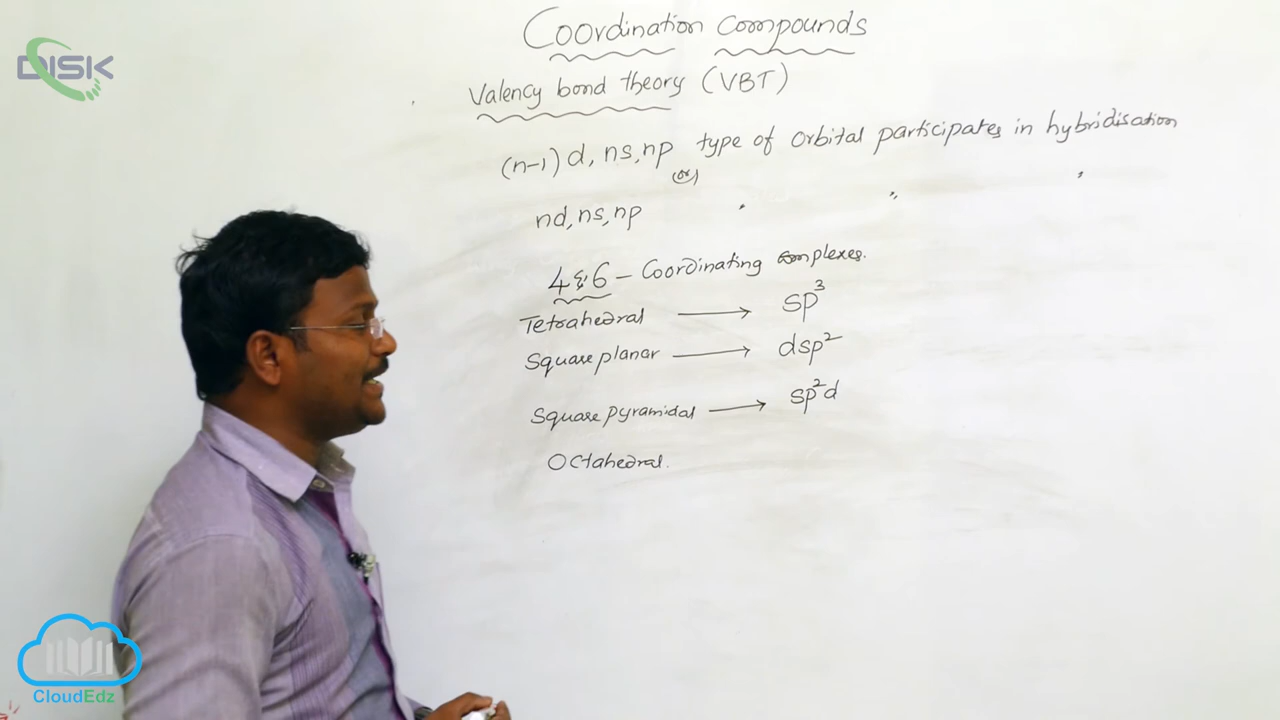 DISK
Coordination Compounds
Valency bond theory (VBT)
(n-1) d, ns, np type of orbital participates in hybridisation
(or)
nd, ns, np " " "
4 & 6 - Coordinating complexes.
Tetrahedral → sp³
Square planar → dsp²
Square pyramidal → sp²d
Octahedral.
CloudEdz